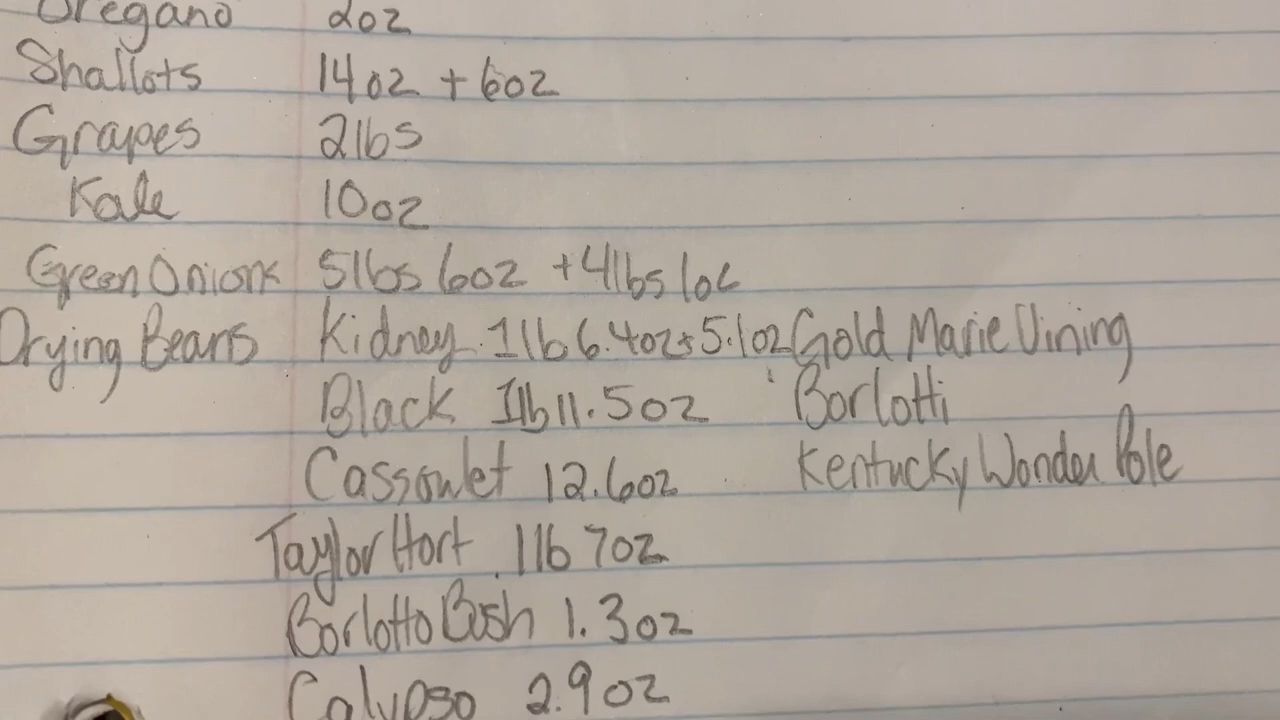 Oregano 2oz
Shallots 14oz + 6oz
Grapes 2lbs
Kale 10oz
Green Onions 5lbs 6oz + 4lbs 1oz
Drying Beans Kidney 1lb 6.4oz + 5.1oz Gold Marie Vining
Black 1lb 11.5oz Borlotti
Cassoulet 12.6oz Kentucky Wonder Pole
Taylor Hort 1lb 7oz
Borlotto Bush 1.3oz
Calypso 2.9oz